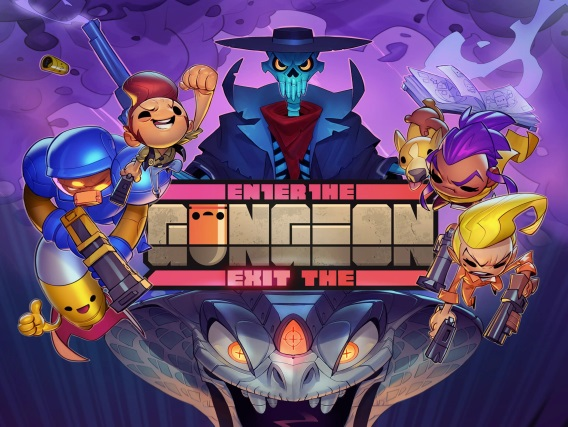 ENTER THE
GUNGEON
EXIT THE